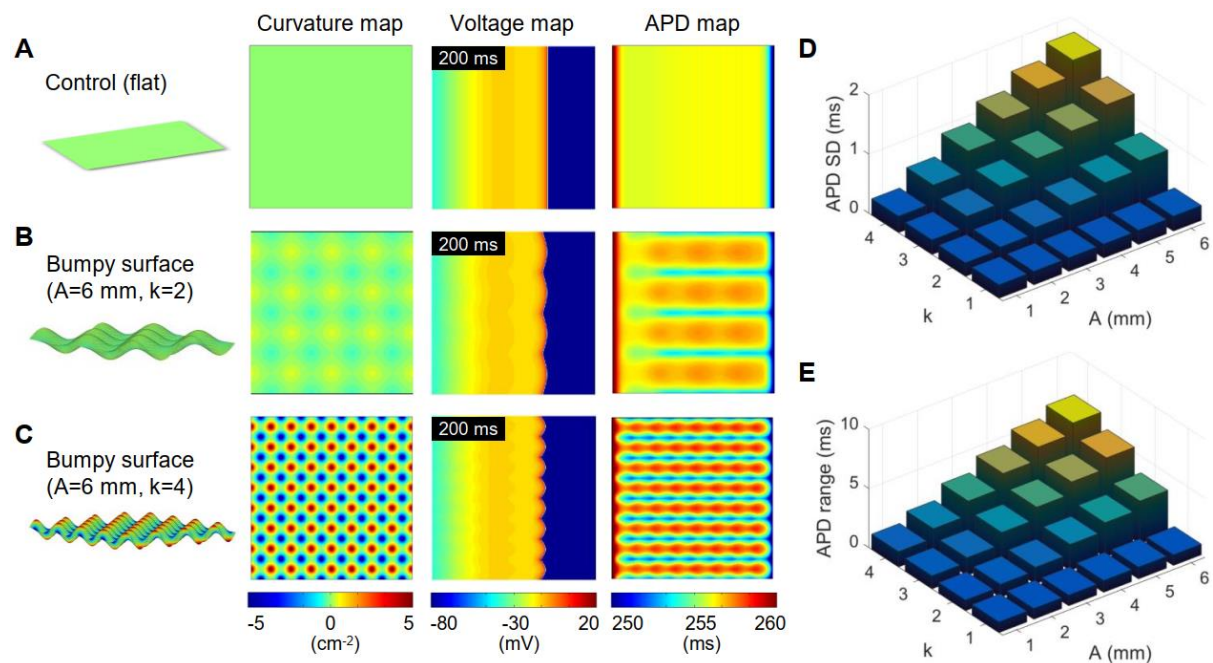 Curvature map
Voltage map
APD map
A
Control (flat)
200 ms
B
Bumpy surface
(A=6 mm, k=2)
200 ms
C
Bumpy surface
(A=6 mm, k=4)
200 ms
-5 0 5
(cm-2)
-80 -30 20
(mV)
250 255 260
(ms)
D
APD SD (ms)
2
1
0
4
3
2
1
k
1
2
3
4
5
6
A (mm)
E
APD range (ms)
10
5
0
4
3
2
1
k
1
2
3
4
5
6
A (mm)